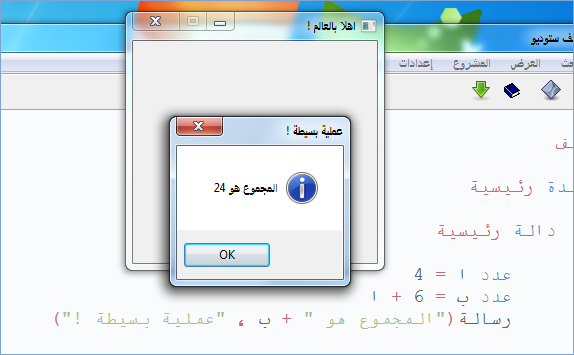 اهلا بالعالم !
ف ستوديو
العرض المشروع إعدادات
عملية بسيطة !
المجموع هو 24
OK
دة رئيسية
دالة رئيسية
عدد ا = 4
عدد ب = 6 + ا
رسالة("المجموع هو " + ب ، "عملية بسيطة !")